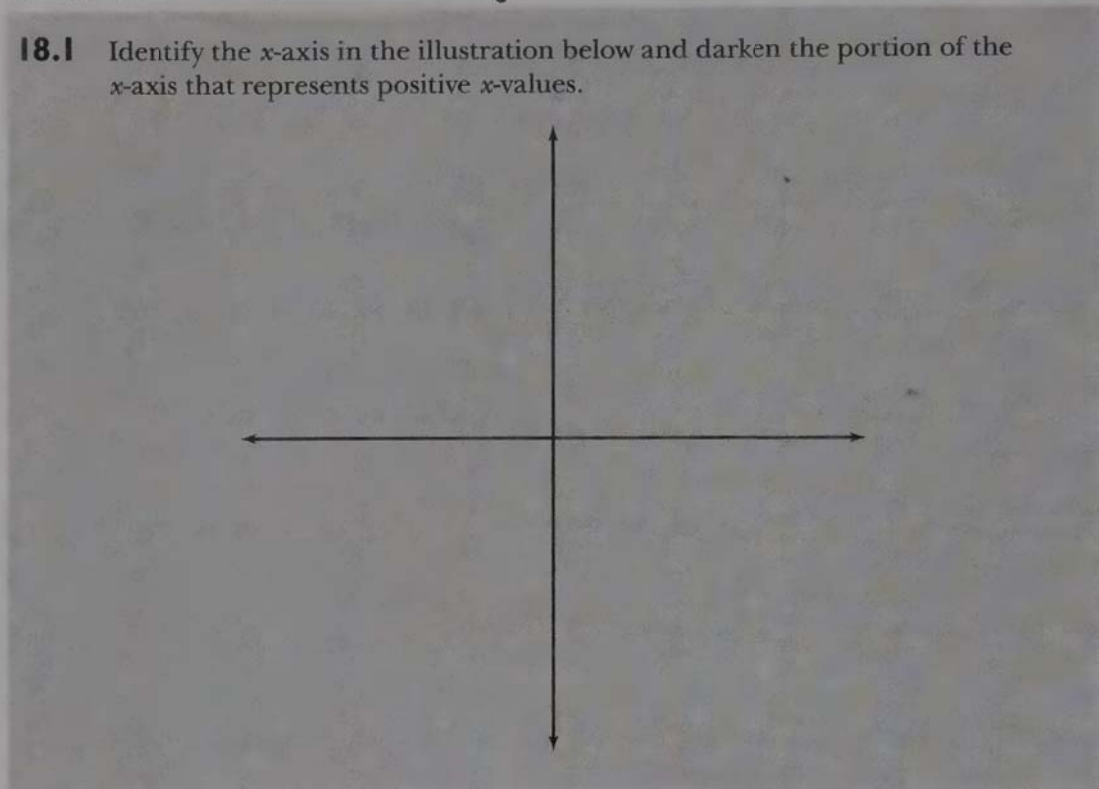 18.1 Identify the x-axis in the illustration below and darken the portion of the
x-axis that represents positive x-values.